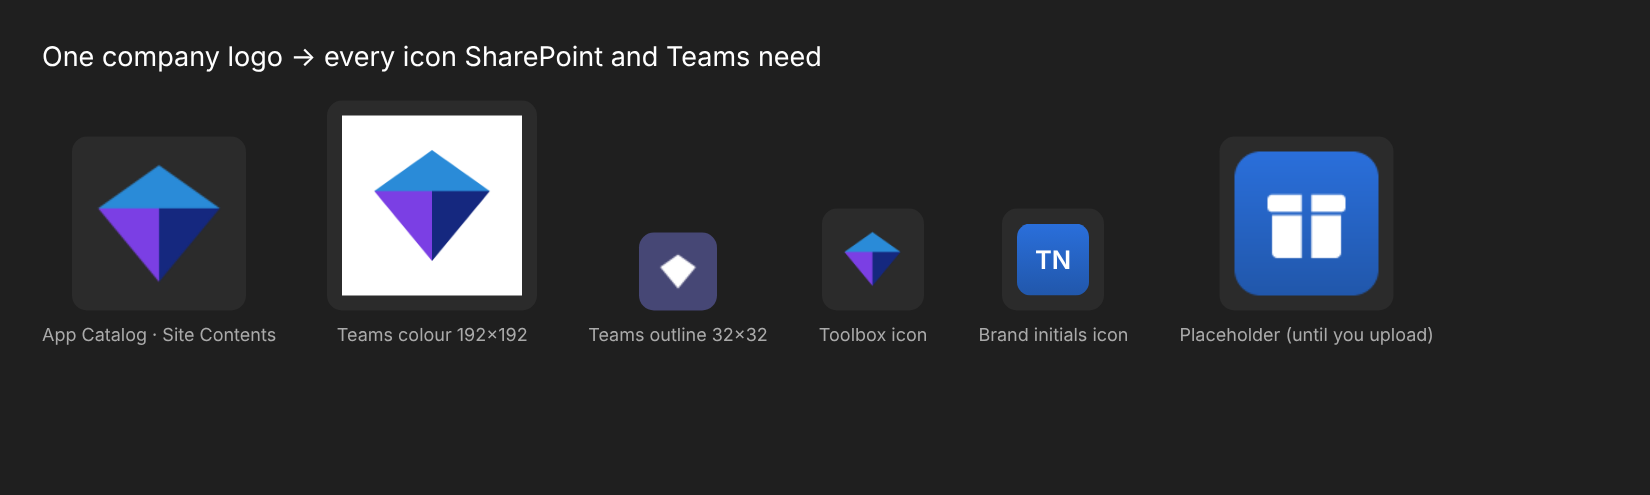 One company logo → every icon SharePoint and Teams need
TN
App Catalog · Site Contents
Teams colour 192×192
Teams outline 32×32
Toolbox icon
Brand initials icon
Placeholder (until you upload)